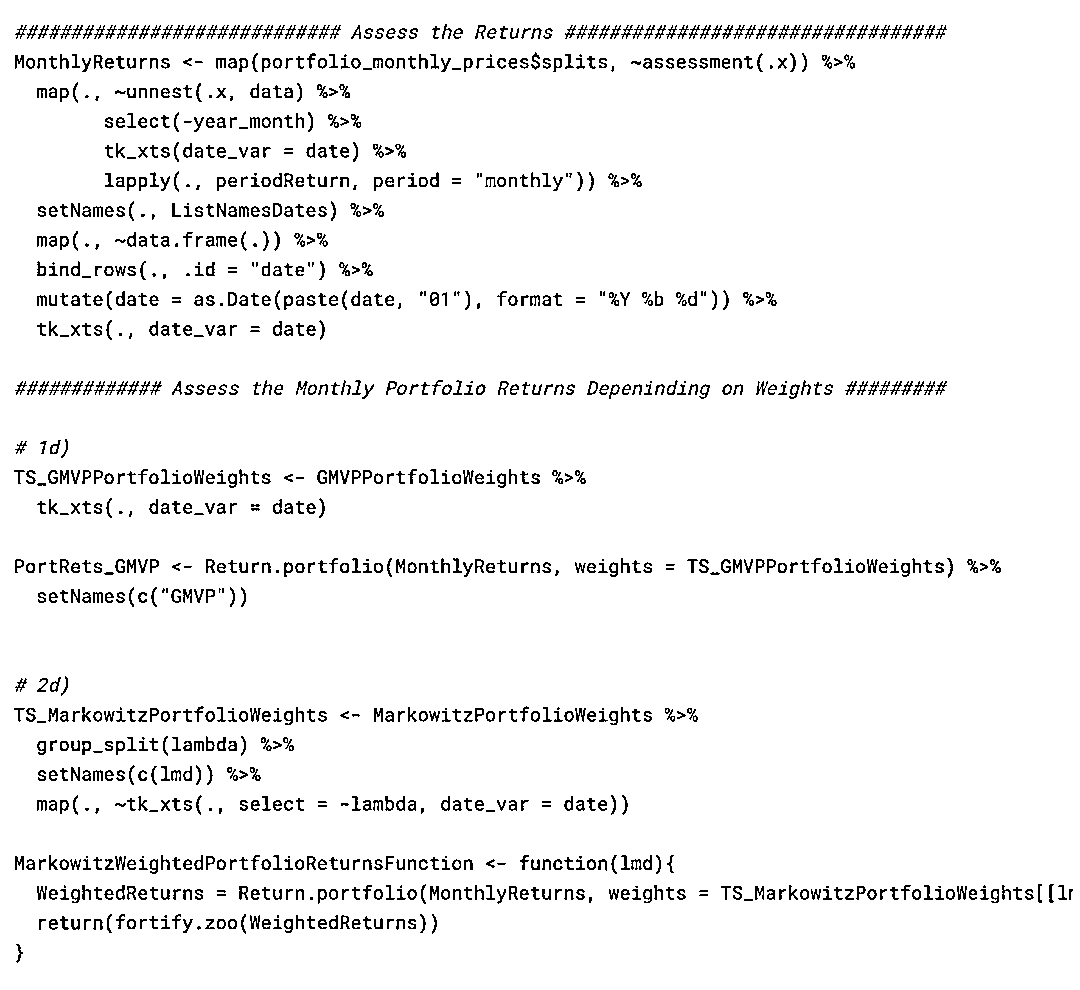 ############################# Assess the Returns ##################################
MonthlyReturns <- map(portfolio_monthly_prices$splits, ~assessment(.x)) %>%
  map(., ~unnest(.x, data) %>%
        select(-year_month) %>%
        tk_xts(date_var = date) %>%
        lapply(., periodReturn, period = "monthly")) %>%
  setNames(., ListNamesDates) %>%
  map(., ~data.frame(.)) %>%
  bind_rows(., .id = "date") %>%
  mutate(date = as.Date(paste(date, "01"), format = "%Y %b %d")) %>%
  tk_xts(., date_var = date)
############# Assess the Monthly Portfolio Returns Depeninding on Weights #########
# 1d)
TS_GMVPPortfolioWeights <- GMVPPortfolioWeights %>%
  tk_xts(., date_var = date)
PortRets_GMVP <- Return.portfolio(MonthlyReturns, weights = TS_GMVPPortfolioWeights) %>%
  setNames(c("GMVP"))
# 2d)
TS_MarkowitzPortfolioWeights <- MarkowitzPortfolioWeights %>%
  group_split(lambda) %>%
  setNames(c(lmd)) %>%
  map(., ~tk_xts(., select = -lambda, date_var = date))
MarkowitzWeightedPortfolioReturnsFunction <- function(lmd){
  WeightedReturns = Return.portfolio(MonthlyReturns, weights = TS_MarkowitzPortfolioWeights[[
  return(fortify.zoo(WeightedReturns))
}